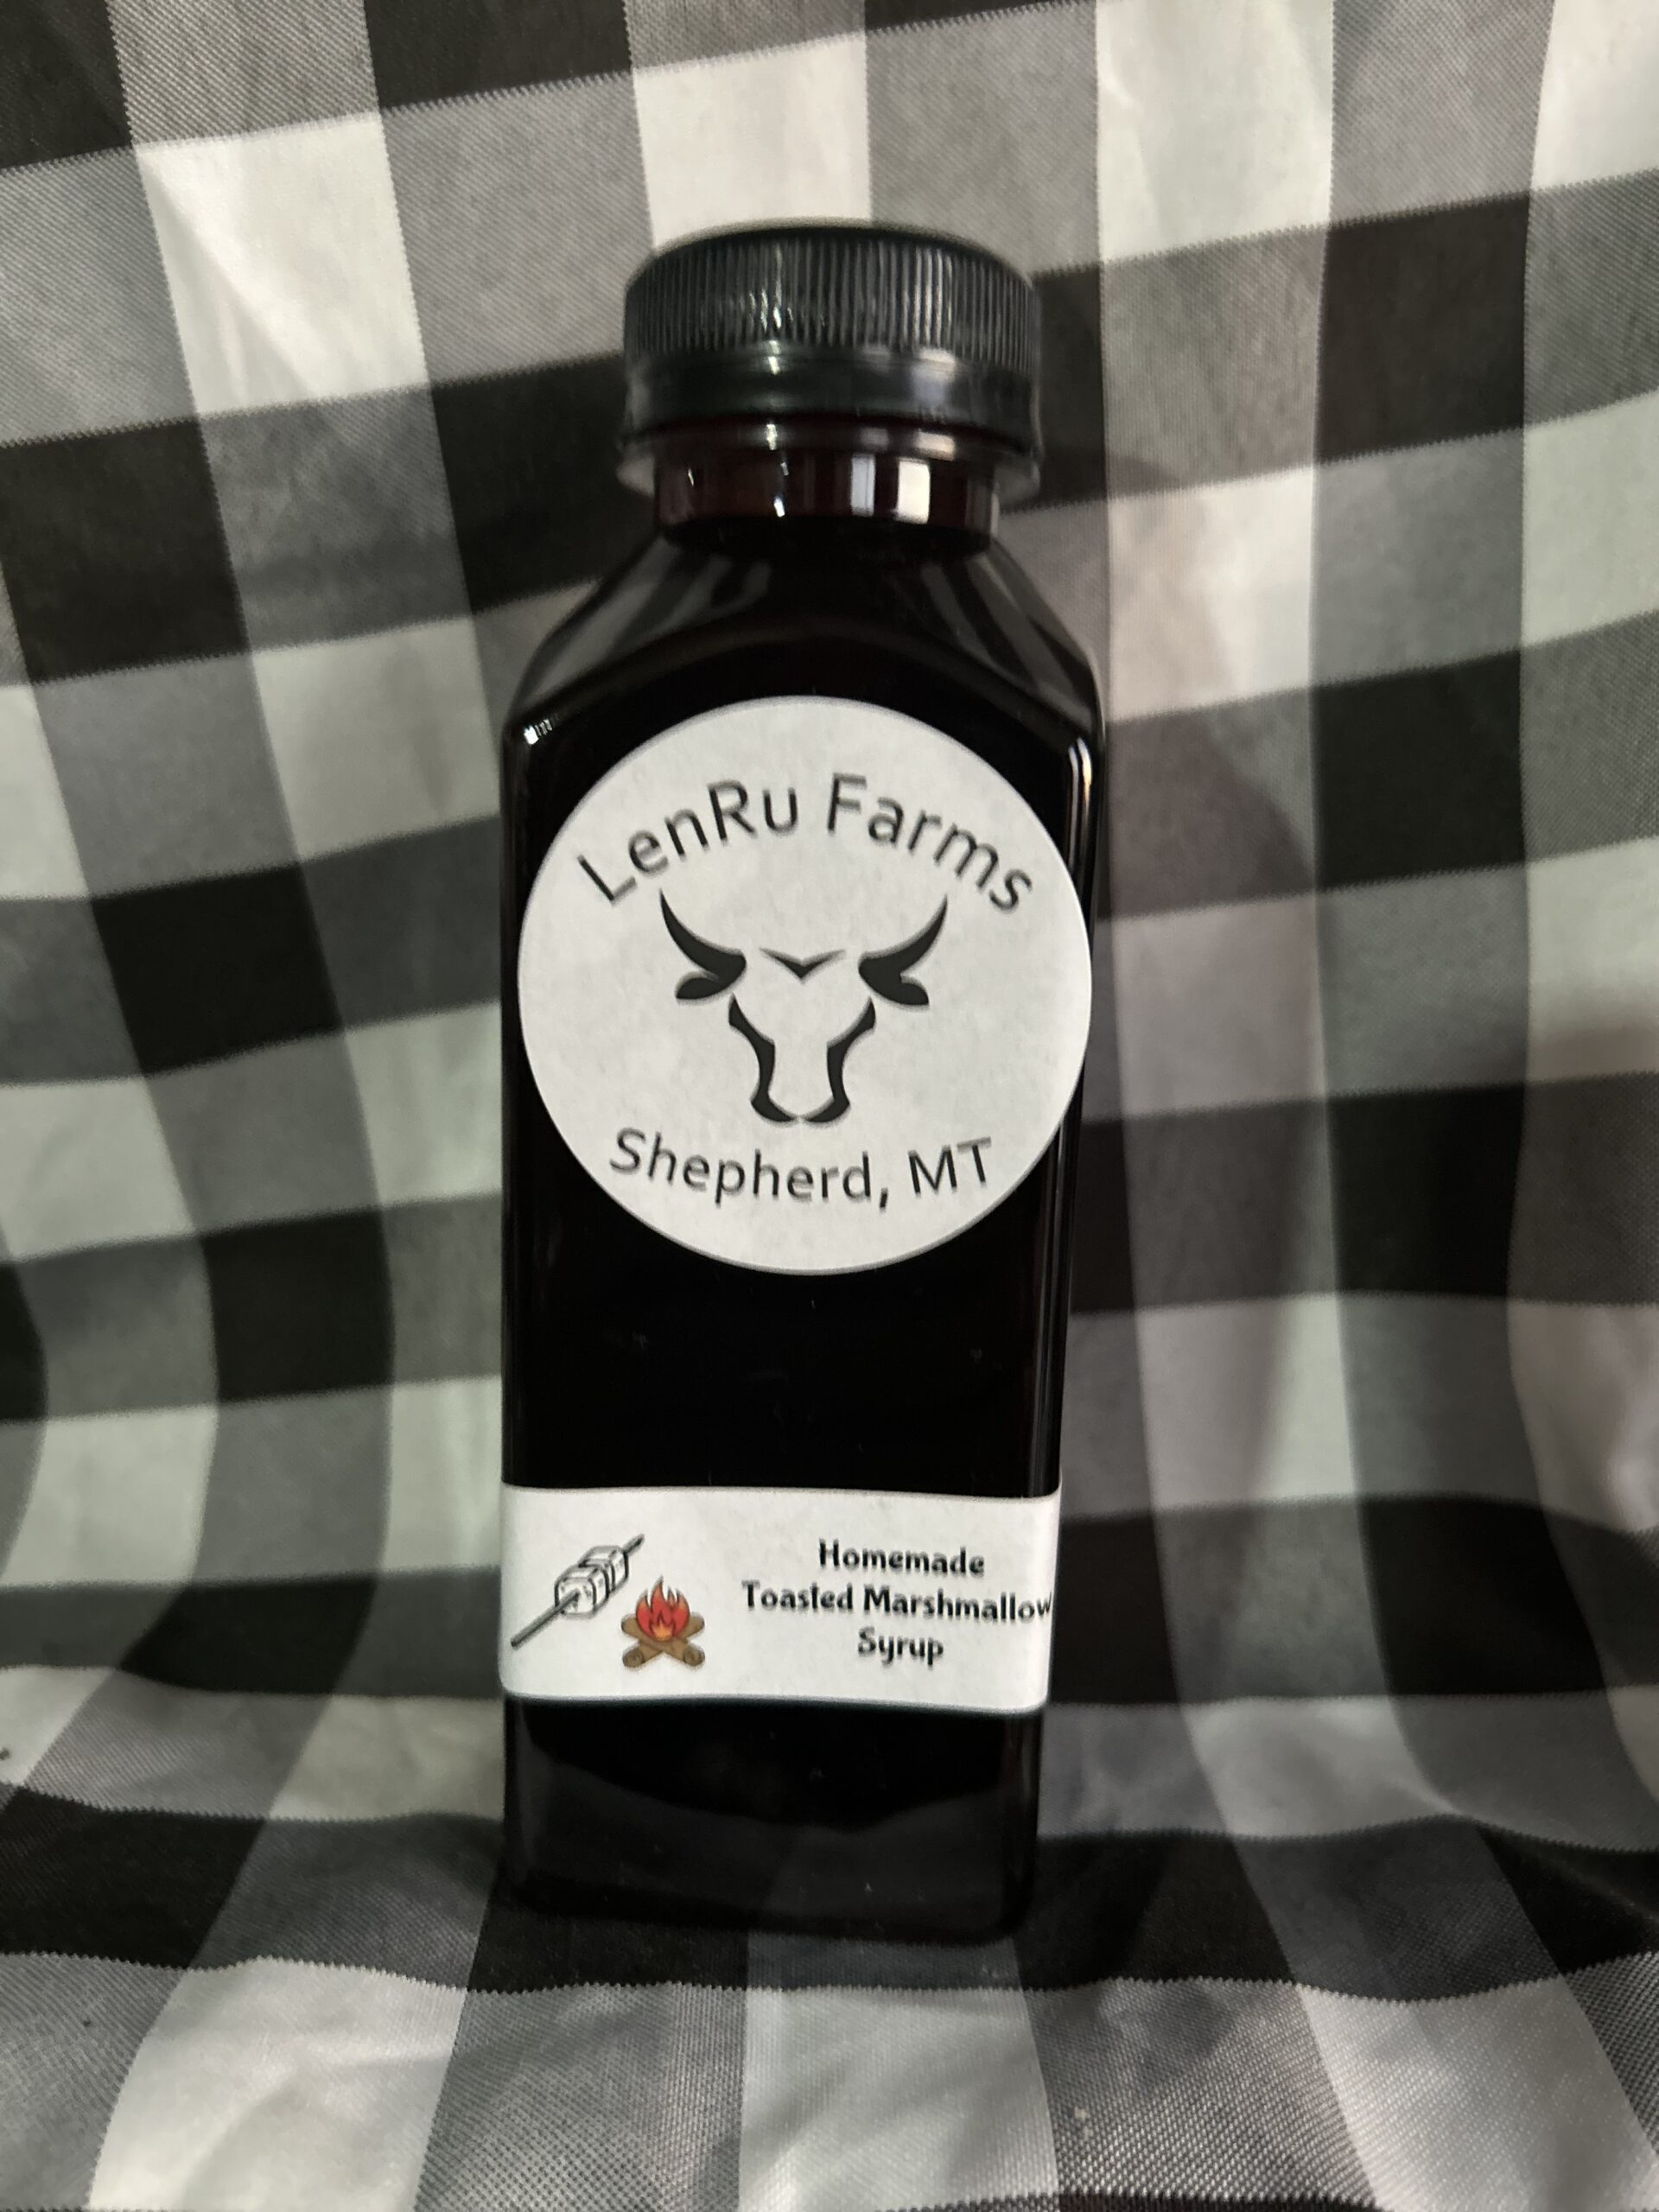 LenRu Farms
Shepherd, MT
Homemade
Toasted Marshmallow
Syrup